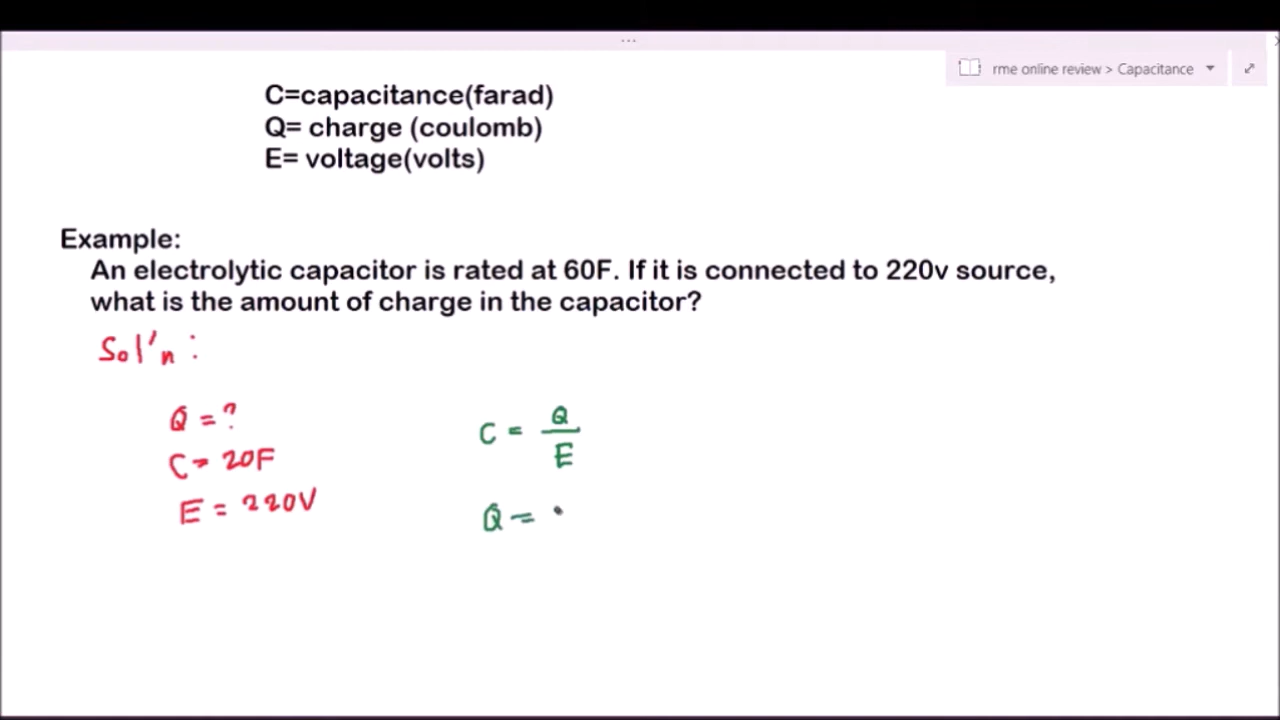 ...
rme online review > Capacitance
C=capacitance(farad)
Q= charge (coulomb)
E= voltage(volts)
Example:
An electrolytic capacitor is rated at 60F. If it is connected to 220v source,
what is the amount of charge in the capacitor?
Sol'n :
Q = ?
C = 20F
E = 220V
C = Q
E
Q =